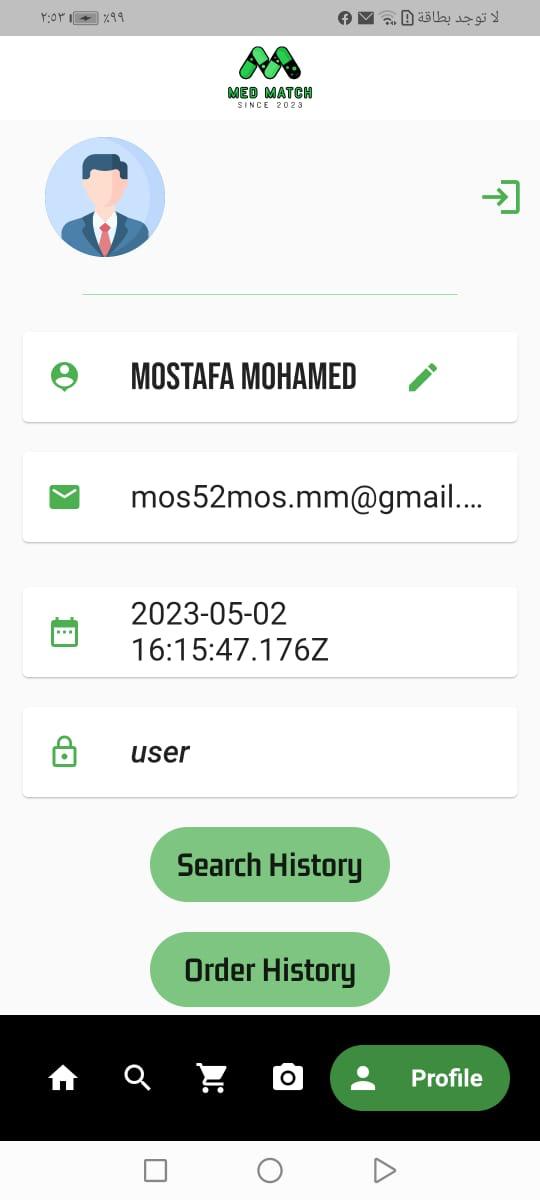 ٢:٥٣ ٪٩٩ لا توجد بطاقة
MED MATCH
SINCE 2023
MOSTAFA MOHAMED
mos52mos.mm@gmail....
2023-05-02
16:15:47.176Z
user
Search History
Order History
Profile